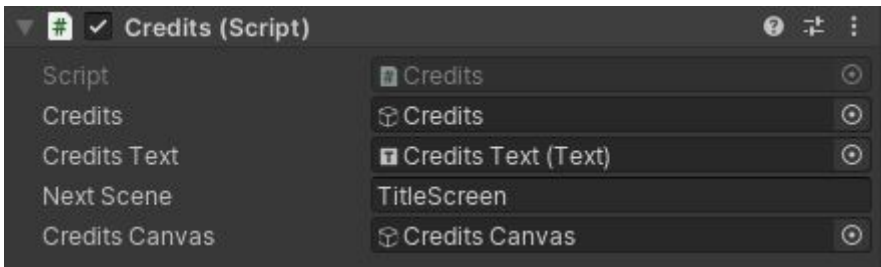 Credits (Script)
Script Credits
Credits Credits
Credits Text Credits Text (Text)
Next Scene TitleScreen
Credits Canvas Credits Canvas